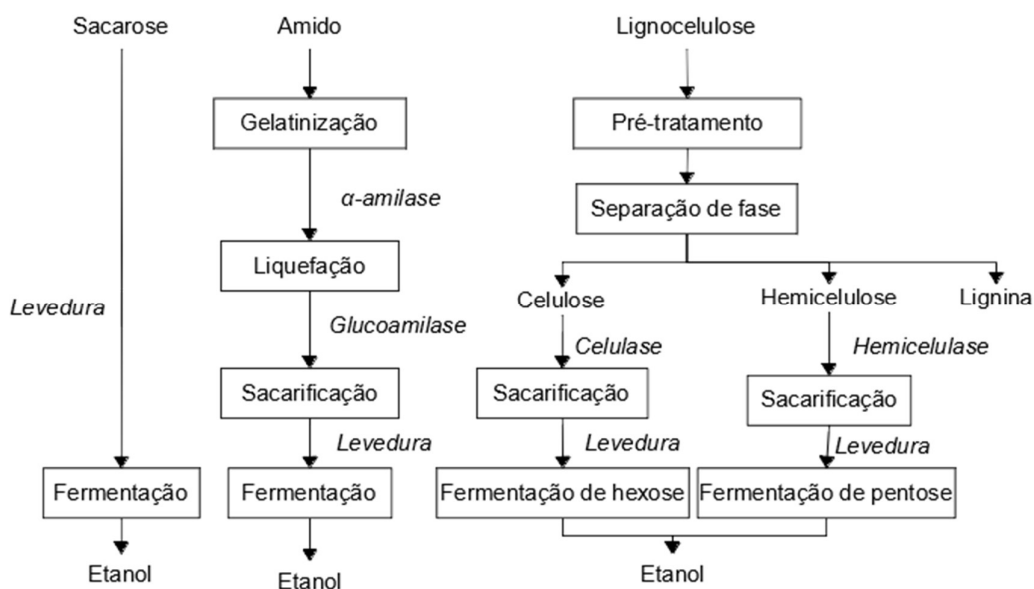 Sacarose
Amido
Lignocelulose
Gelatinização
Pré-tratamento
α-amilase
Separação de fase
Liquefação
Celulose
Hemicelulose
Lignina
Levedura
Glucoamilase
Celulase
Hemicelulase
Sacarificação
Sacarificação
Sacarificação
Levedura
Levedura
Levedura
Fermentação
Fermentação
Fermentação de hexose
Fermentação de pentose
Etanol
Etanol
Etanol